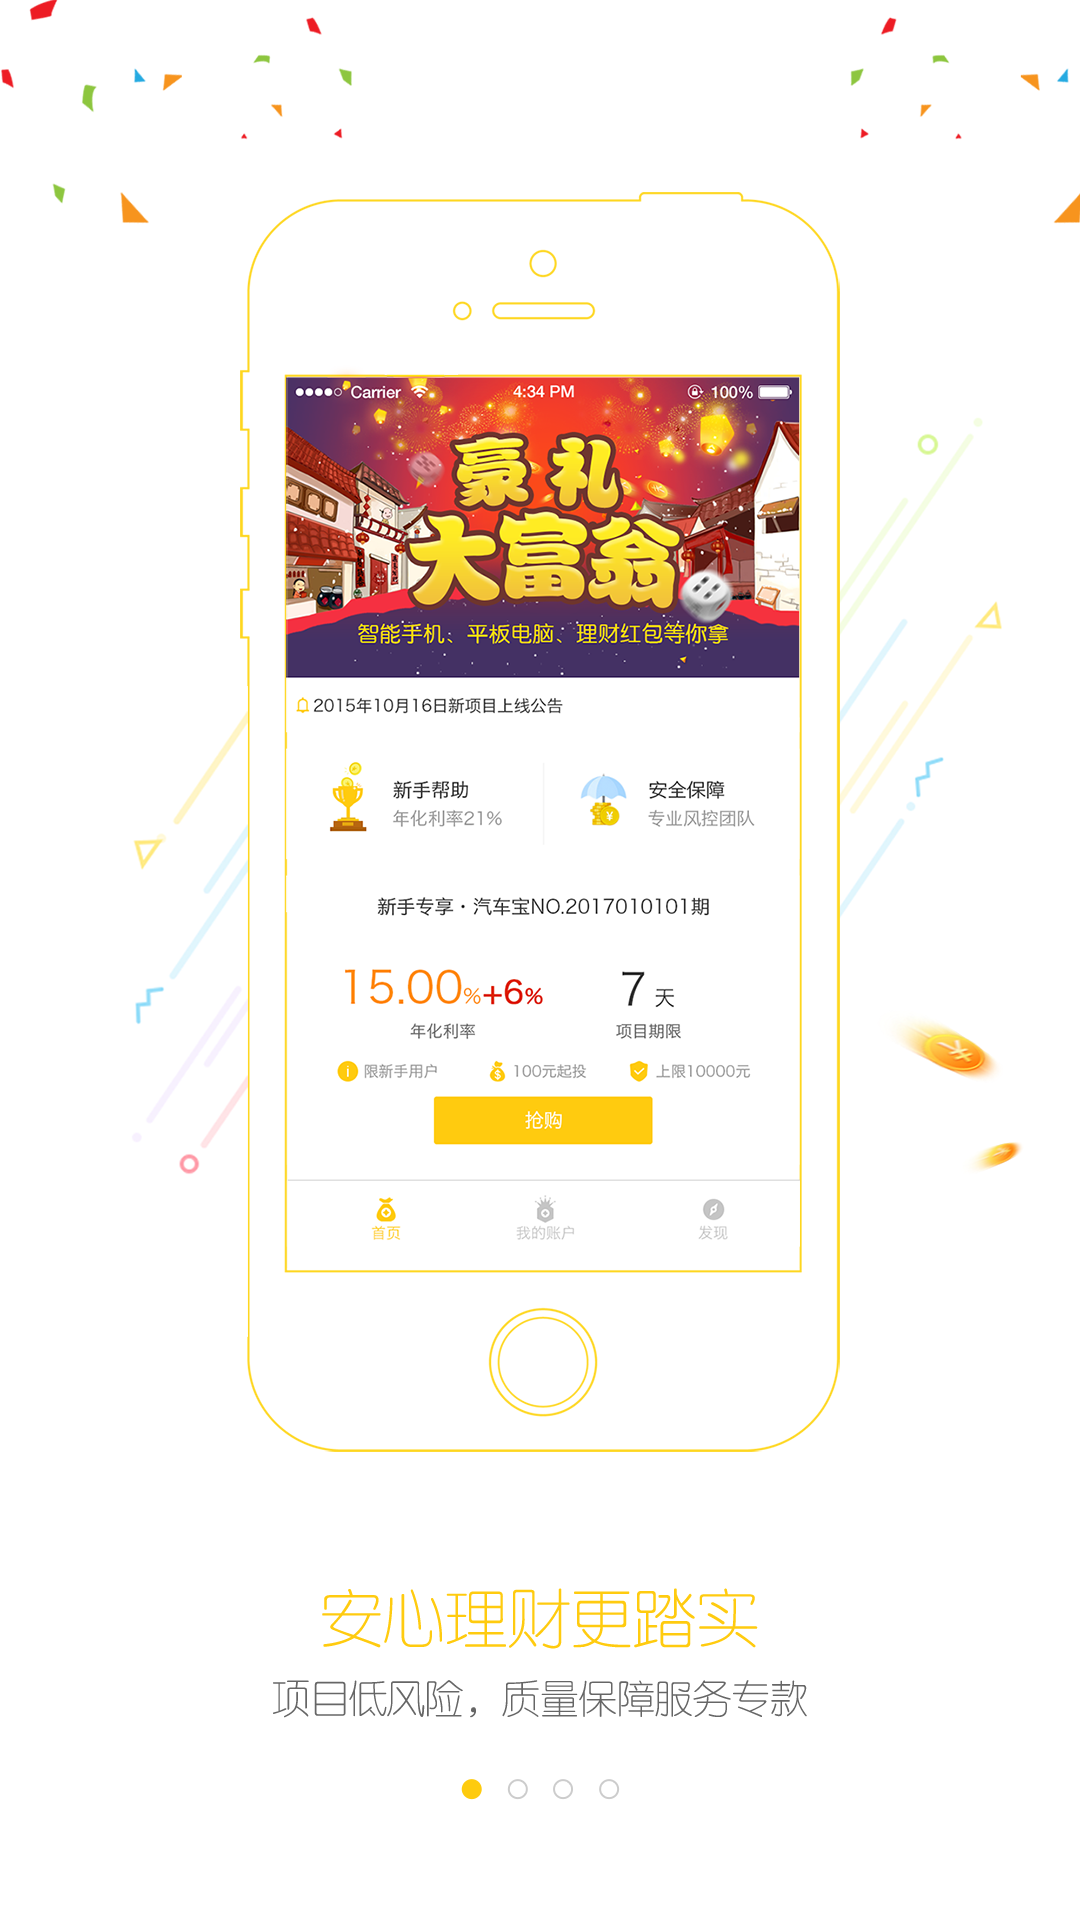 Carrier 4:34 PM 100%
豪礼
大富翁
智能手机、平板电脑、理财红包等你拿
2015年10月16日新项目上线公告
新手帮助 安全保障
年化利率21% 专业风控团队
新手专享·汽车宝NO.2017010101期
15.00%+6% 7 天
年化利率 项目期限
限新手用户 100元起投 上限10000元
抢购
首页 我的账户 发现
安心理财更踏实
项目低风险，质量保障服务专款